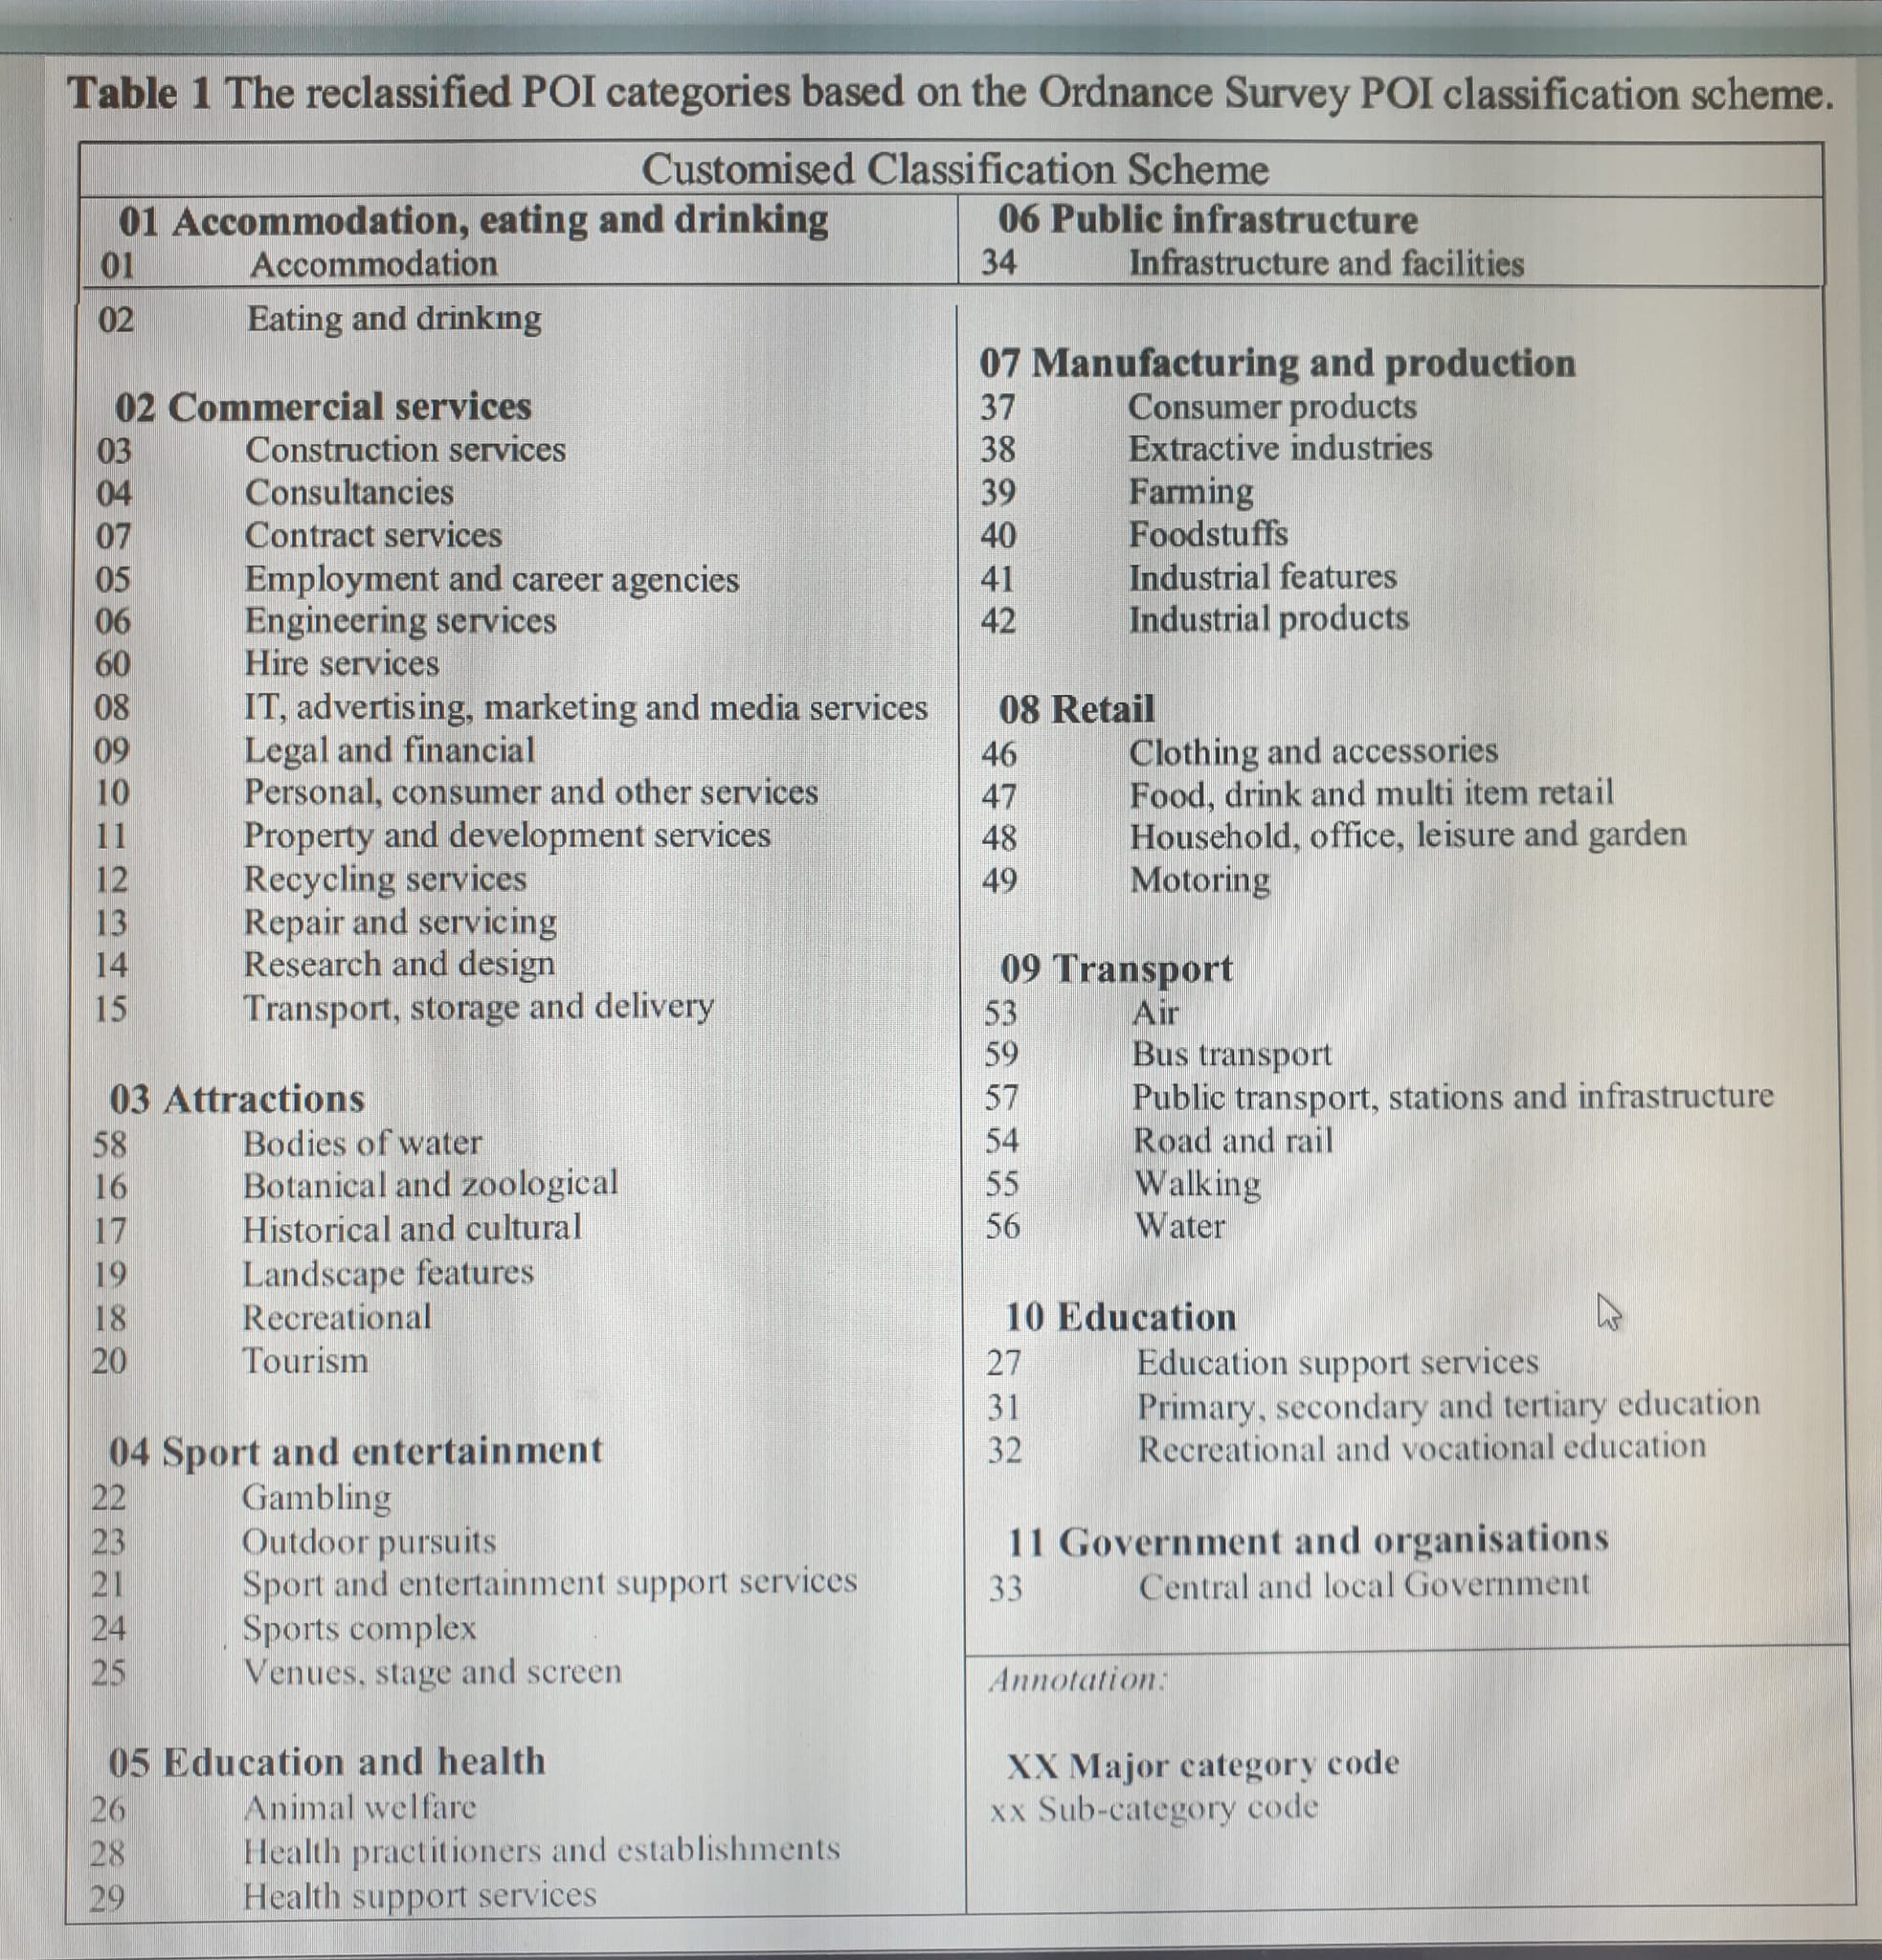 Table 1 The reclassified POI categories based on the Ordnance Survey POI classification scheme.
Customised Classification Scheme
01 Accommodation, eating and drinking
01 Accommodation
02 Eating and drinking
02 Commercial services
03 Construction services
04 Consultancies
07 Contract services
05 Employment and career agencies
06 Engineering services
60 Hire services
08 IT, advertising, marketing and media services
09 Legal and financial
10 Personal, consumer and other services
11 Property and development services
12 Recycling services
13 Repair and servicing
14 Research and design
15 Transport, storage and delivery
03 Attractions
58 Bodies of water
16 Botanical and zoological
17 Historical and cultural
19 Landscape features
18 Recreational
20 Tourism
04 Sport and entertainment
22 Gambling
23 Outdoor pursuits
21 Sport and entertainment support services
24 Sports complex
25 Venues, stage and screen
05 Education and health
26 Animal welfare
28 Health practitioners and establishments
29 Health support services
06 Public infrastructure
34 Infrastructure and facilities
07 Manufacturing and production
37 Consumer products
38 Extractive industries
39 Farming
40 Foodstuffs
41 Industrial features
42 Industrial products
08 Retail
46 Clothing and accessories
47 Food, drink and multi item retail
48 Household, office, leisure and garden
49 Motoring
09 Transport
53 Air
59 Bus transport
57 Public transport, stations and infrastructure
54 Road and rail
55 Walking
56 Water
10 Education
27 Education support services
31 Primary, secondary and tertiary education
32 Recreational and vocational education
11 Government and organisations
33 Central and local Government
Annotation:
XX Major category code
xx Sub-category code